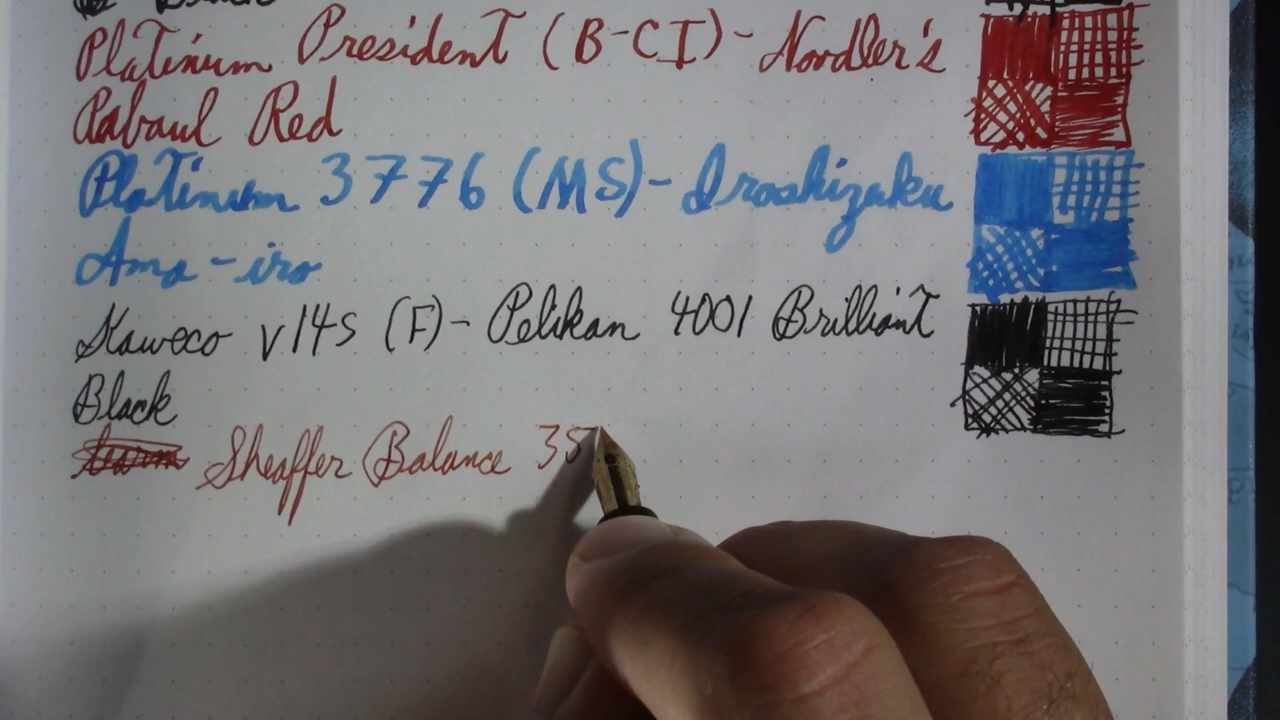 Black
Platinum President (B-CI) - Noodler's
Rabaul Red
Platinum 3776 (MS) - Iroshizuku
Ama-iro
Kaweco V14S (F) - Pelikan 4001 Brilliant
Black
Sheaffer Balance 35